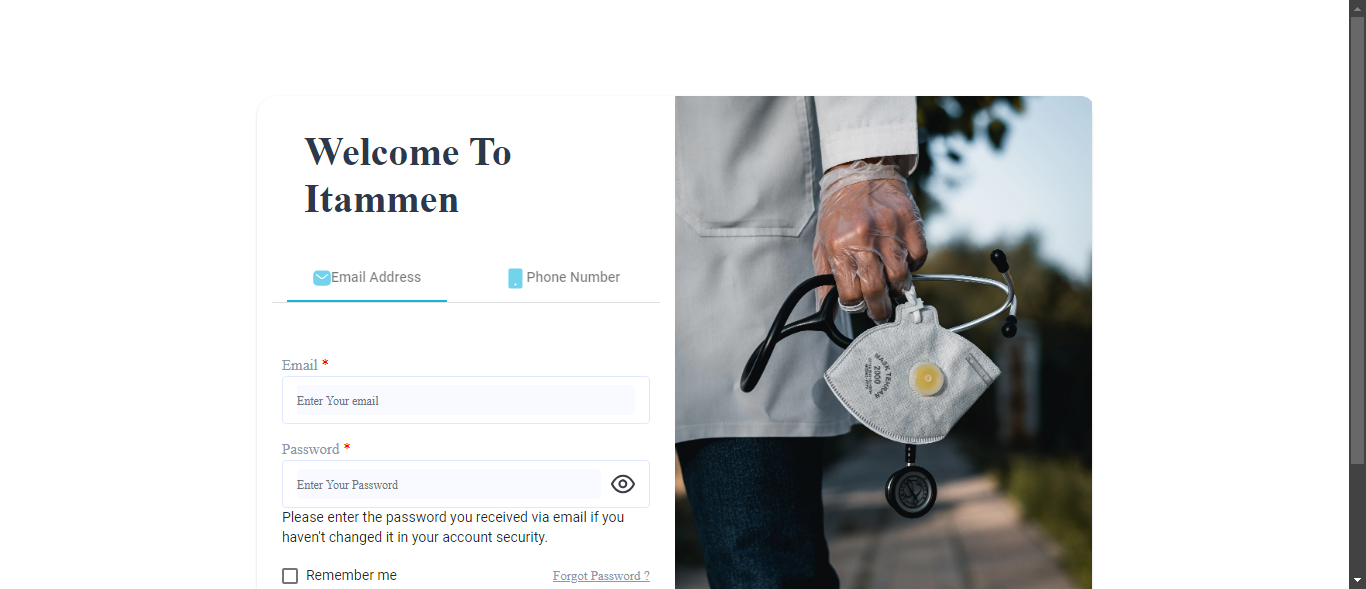 Welcome To
Itammen
Email Address
Phone Number
Email *
Enter Your email
Password *
Enter Your Password
Please enter the password you received via email if you
haven't changed it in your account security.
Remember me
Forgot Password ?
2000